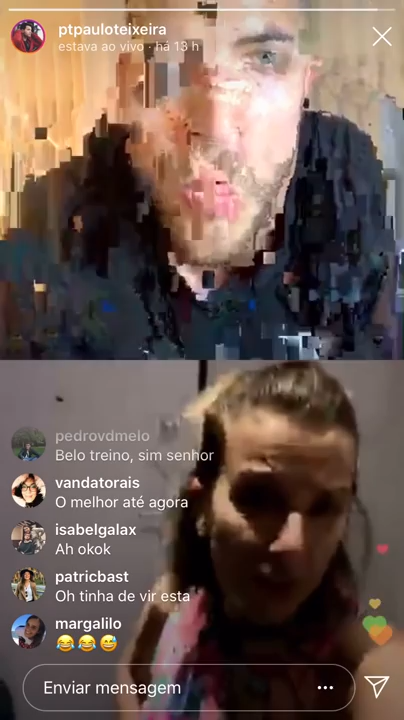 ptpauloteixeira
estava ao vivo · há 13 h
pedrovdmelo
Belo treino, sim senhor
vandatorais
O melhor até agora
isabelgalax
Ah okok
patricbast
Oh tinha de vir esta
margalilo
😂😂😅
Enviar mensagem